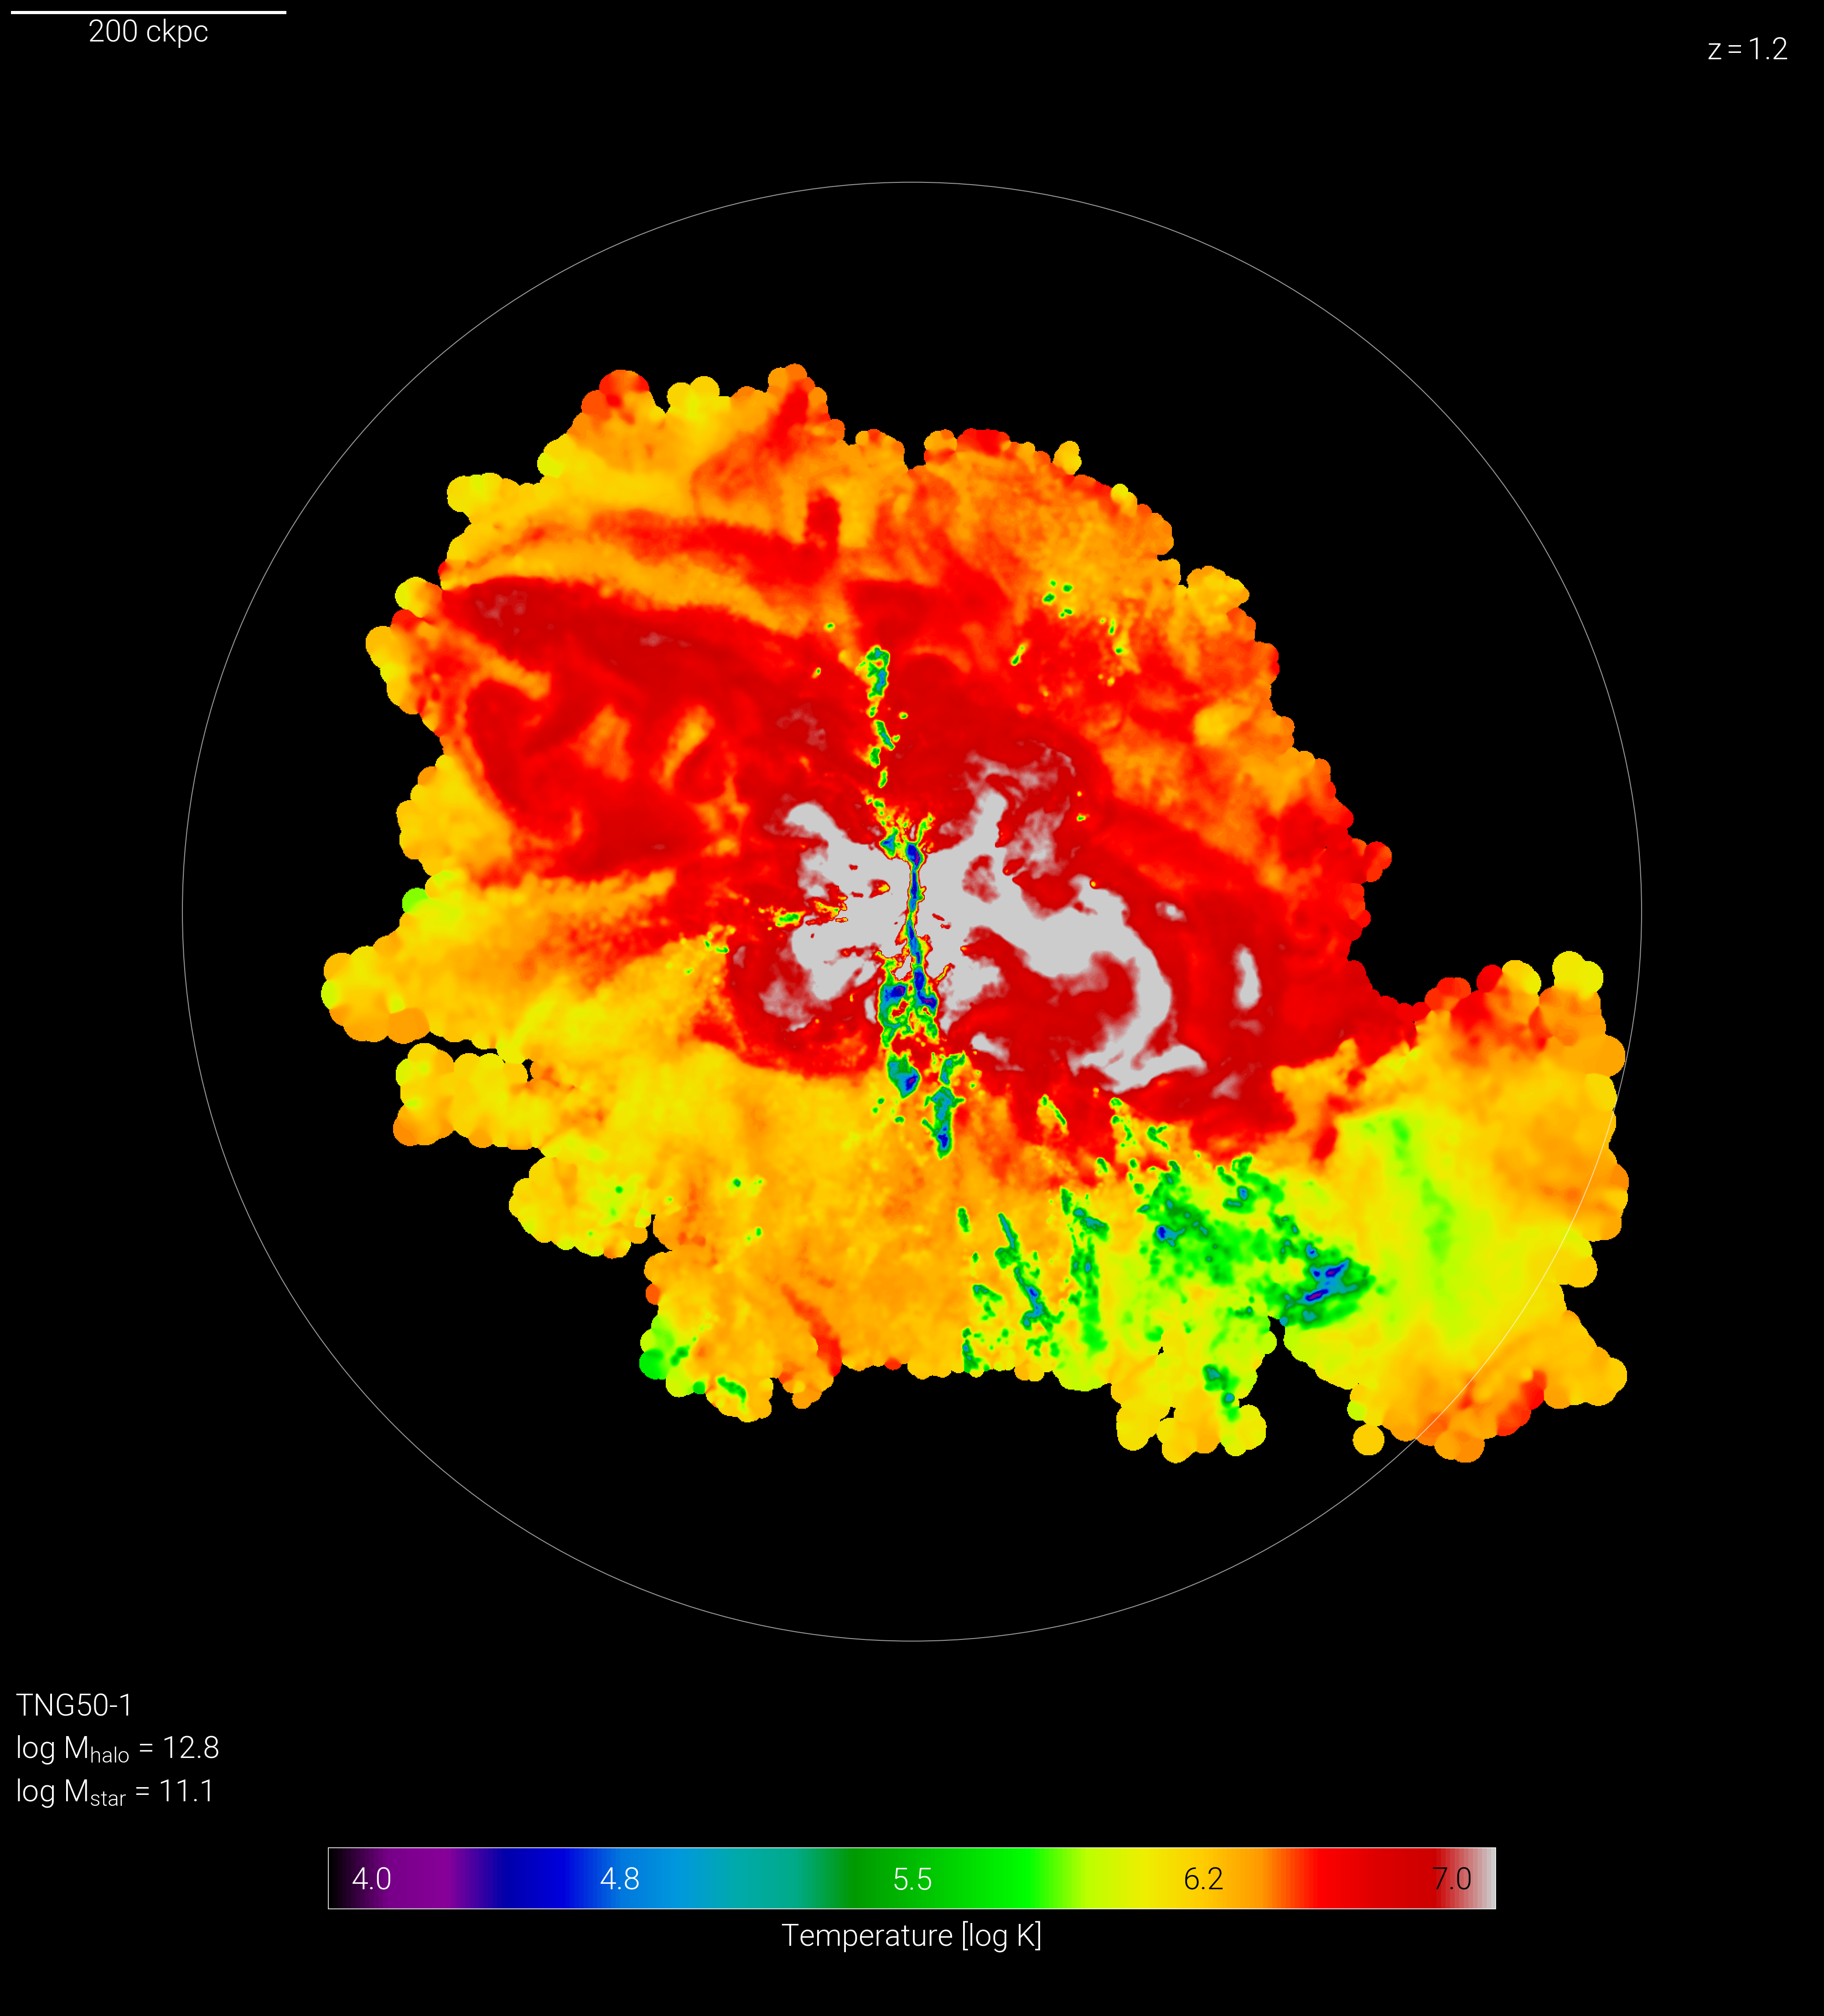 200 ckpc
z = 1.2
TNG50-1
log Mhalo = 12.8
log Mstar = 11.1
4.0 4.8 5.5 6.2 7.0
Temperature [log K]